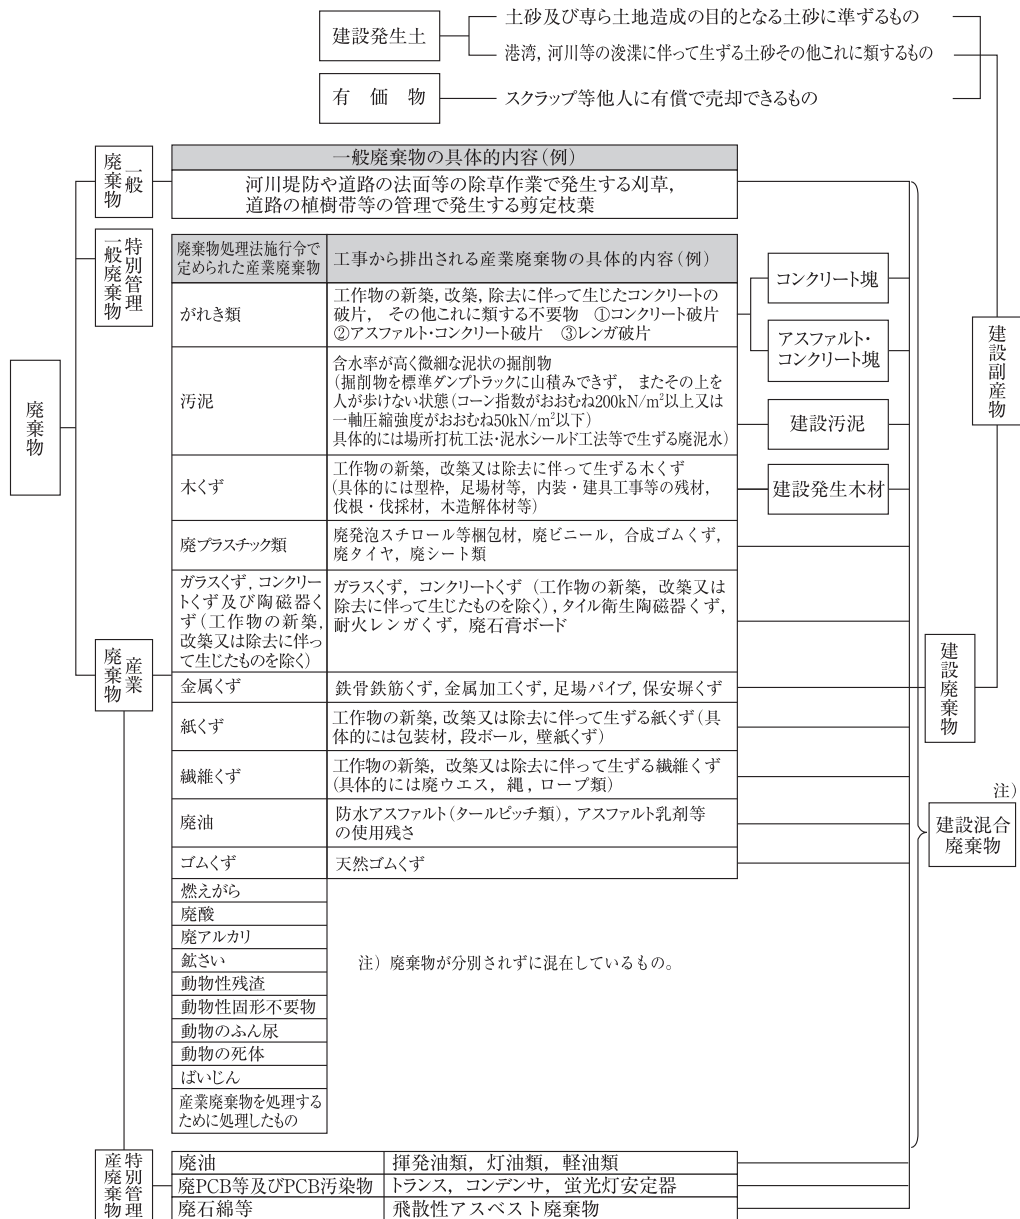 建設発生土
土砂及び専ら土地造成の目的となる土砂に準ずるもの
港湾, 河川等の浚渫に伴って生ずる土砂その他これに類するもの
有価物
スクラップ等他人に有償で売却できるもの
一般廃棄物
一般廃棄物の具体的内容(例)
河川堤防や道路の法面等の除草作業で発生する刈草,
道路の植樹帯等の管理で発生する剪定枝葉
特別管理一般廃棄物
廃棄物処理法施行令で
定められた産業廃棄物
工事から排出される産業廃棄物の具体的内容(例)
がれき類
工作物の新築, 改築, 除去に伴って生じたコンクリートの
破片, その他これに類する不要物 ①コンクリート破片
②アスファルト・コンクリート破片 ③レンガ破片
コンクリート塊
アスファルト・
コンクリート塊
汚泥
含水率が高く微細な泥状の掘削物
(掘削物を標準ダンプトラックに山積みできず, またその上を
人が歩けない状態(コーン指数がおおむね200kN/m²以上又は
一軸圧縮強度がおおむね50kN/m²以下)
具体的には場所打杭工法・泥水シールド工法等で生ずる廃泥水)
建設汚泥
木くず
工作物の新築, 改築又は除去に伴って生ずる木くず
(具体的には型枠, 足場材等, 内装・建具工事等の残材,
伐根・伐採材, 木造解体材等)
建設発生木材
廃プラスチック類
廃発泡スチロール等梱包材, 廃ビニール, 合成ゴムくず,
廃タイヤ, 廃シート類
ガラスくず, コンクリー
トくず及び陶磁器く
ず(工作物の新築,
改築又は除去に伴っ
て生じたものを除く)
ガラスくず, コンクリートくず (工作物の新築, 改築又は
除去に伴って生じたものを除く), タイル衛生陶磁器くず,
耐火レンガくず, 廃石膏ボード
金属くず
鉄骨鉄筋くず, 金属加工くず, 足場パイプ, 保安塀くず
紙くず
工作物の新築, 改築又は除去に伴って生ずる紙くず(具
体的には包装材, 段ボール, 壁紙くず)
繊維くず
工作物の新築, 改築又は除去に伴って生ずる繊維くず
(具体的には廃ウエス, 縄, ロープ類)
廃油
防水アスファルト(タールピッチ類), アスファルト乳剤等
の使用残さ
ゴムくず
天然ゴムくず
燃えがら
廃酸
廃アルカリ
鉱さい
動物性残渣
動物性固形不要物
動物のふん尿
動物の死体
ばいじん
産業廃棄物を処理する
ために処理したもの
注) 廃棄物が分別されずに混在しているもの。
廃棄物
産業廃棄物
建設副産物
建設廃棄物
注)
建設混合
廃棄物
特別管理産廃棄物
廃油
揮発油類, 灯油類, 軽油類
廃PCB等及びPCB汚染物
トランス, コンデンサ, 蛍光灯安定器
廃石綿等
飛散性アスベスト廃棄物